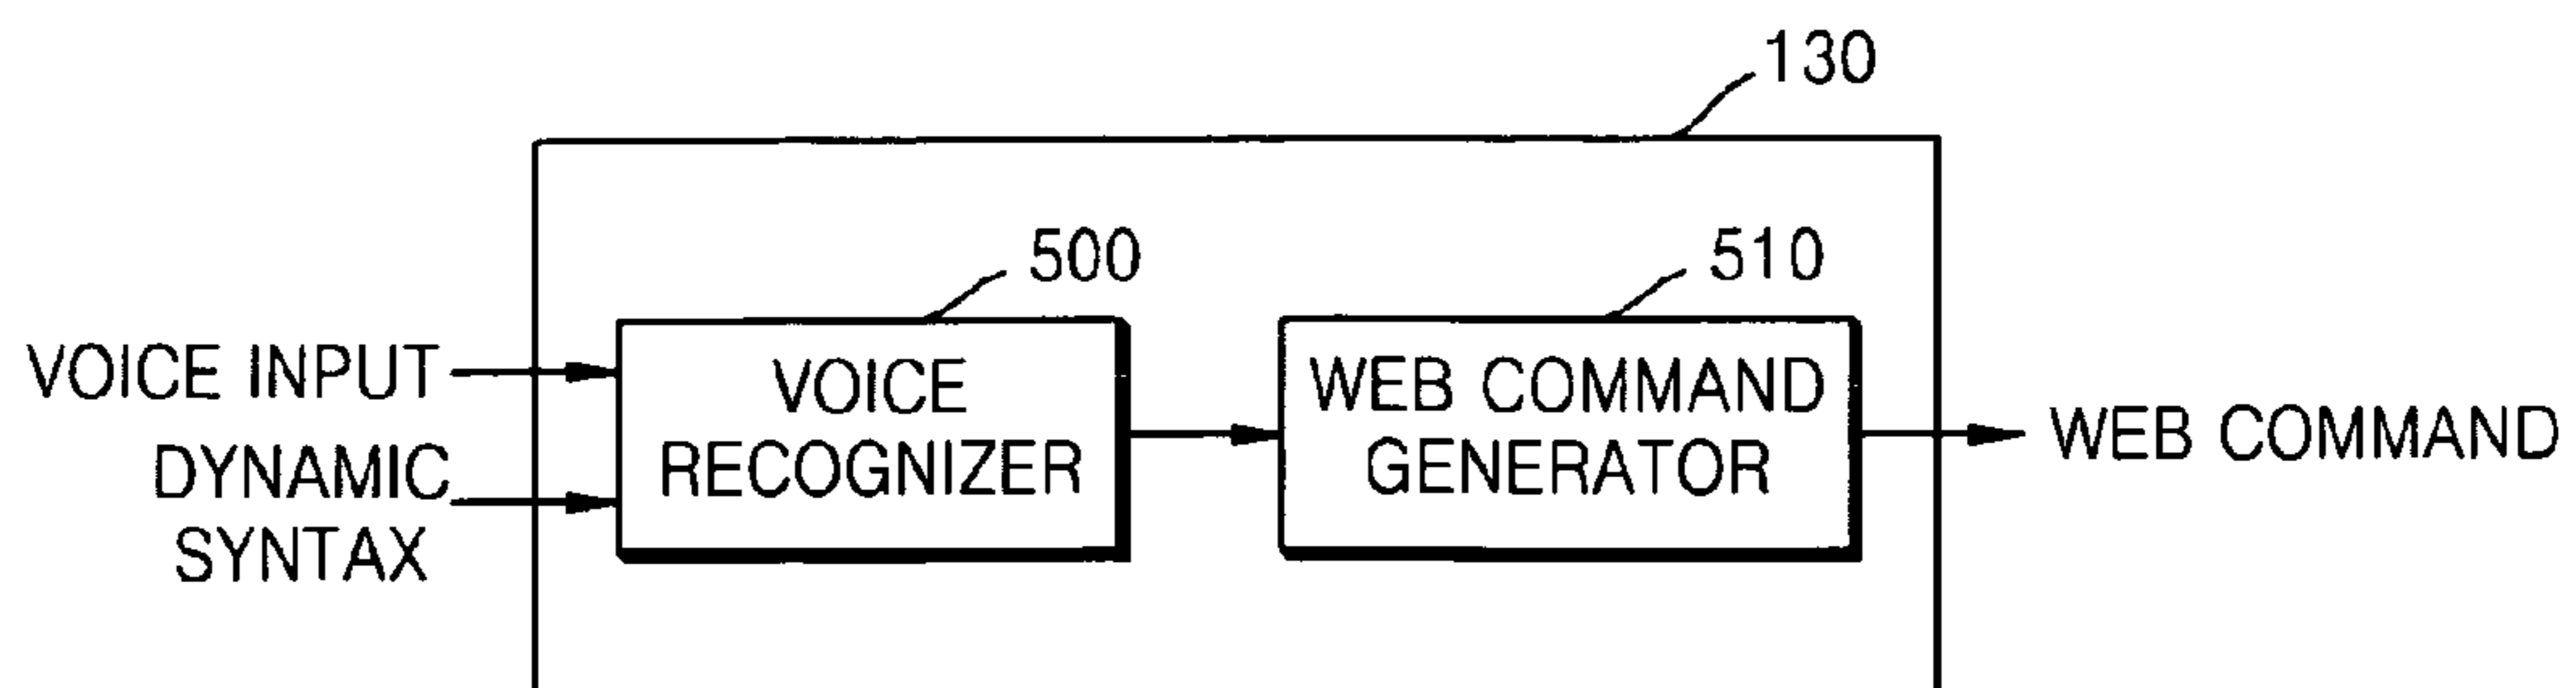 130
500
510
VOICE INPUT
DYNAMIC
SYNTAX
VOICE
RECOGNIZER
WEB COMMAND
GENERATOR
WEB COMMAND